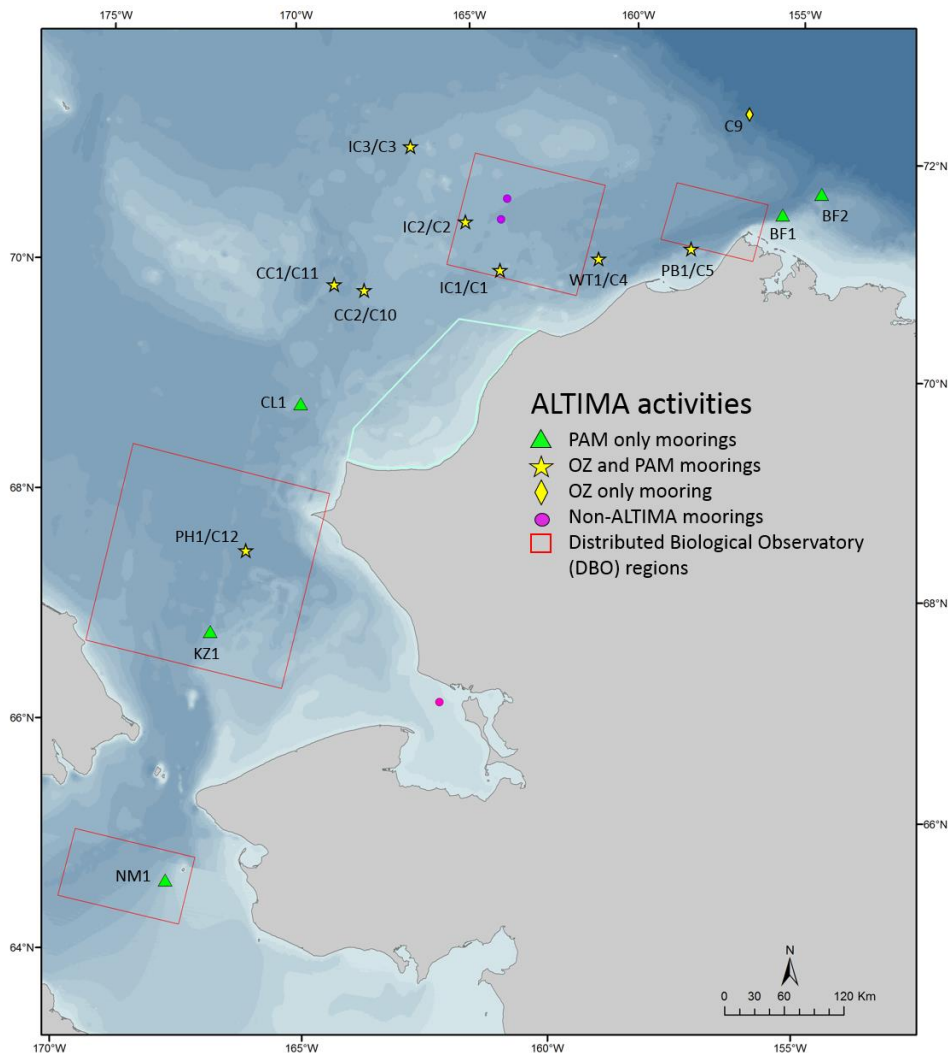 175°W 170°W 165°W 160°W 155°W
C9
IC3/C3
72°N
BF2
BF1
IC2/C2
70°N
PB1/C5
WT1/C4
CC1/C11
IC1/C1
CC2/C10
70°N
CL1
ALTIMA activities
PAM only moorings
OZ and PAM moorings
OZ only mooring
Non-ALTIMA moorings
Distributed Biological Observatory
(DBO) regions
68°N
PH1/C12
68°N
KZ1
66°N
66°N
NM1
64°N
N
0 30 60 120 Km
170°W 165°W 160°W 155°W